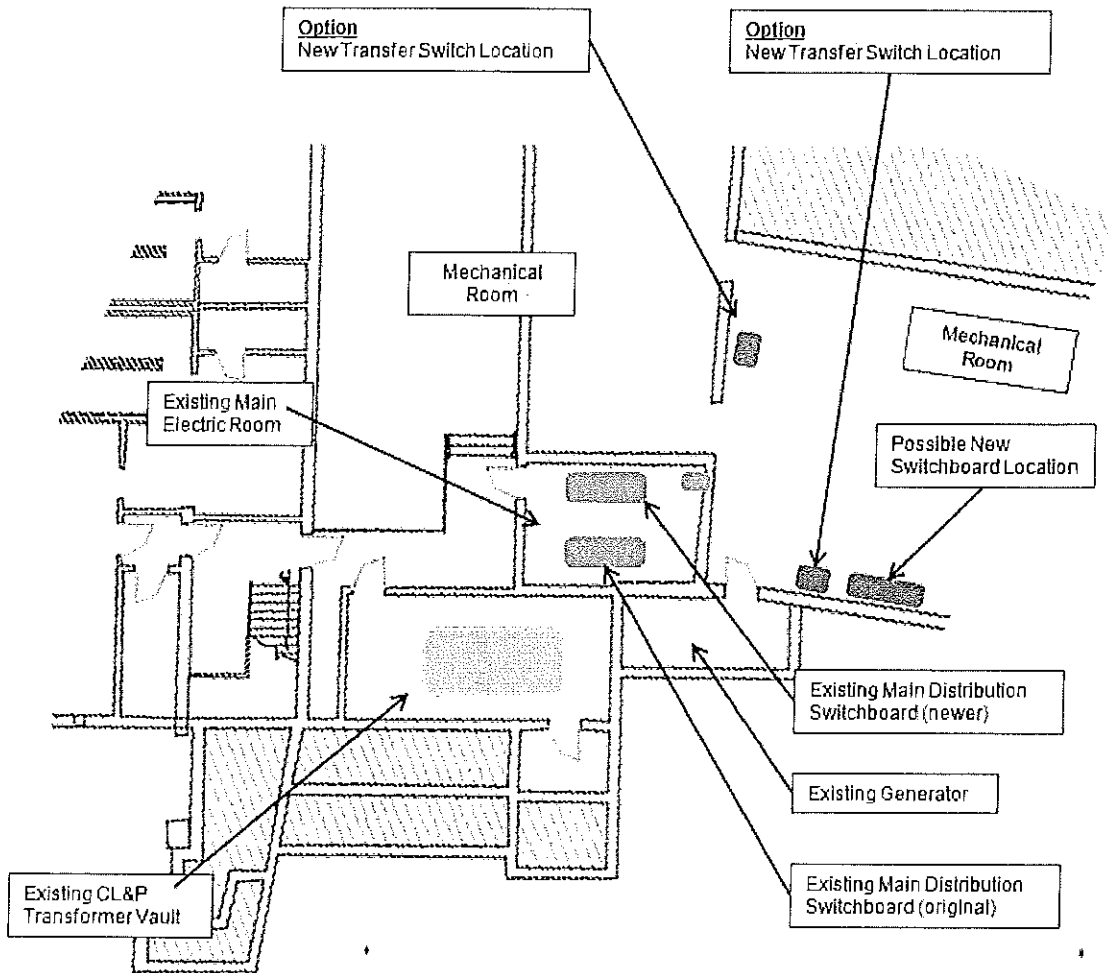 Option
New Transfer Switch Location
Option
New Transfer Switch Location
Mechanical
Room
Mechanical
Room
Existing Main
Electric Room
Possible New
Switchboard Location
Existing Main Distribution
Switchboard (newer)
Existing Generator
Existing CL&P
Transformer Vault
Existing Main Distribution
Switchboard (original)